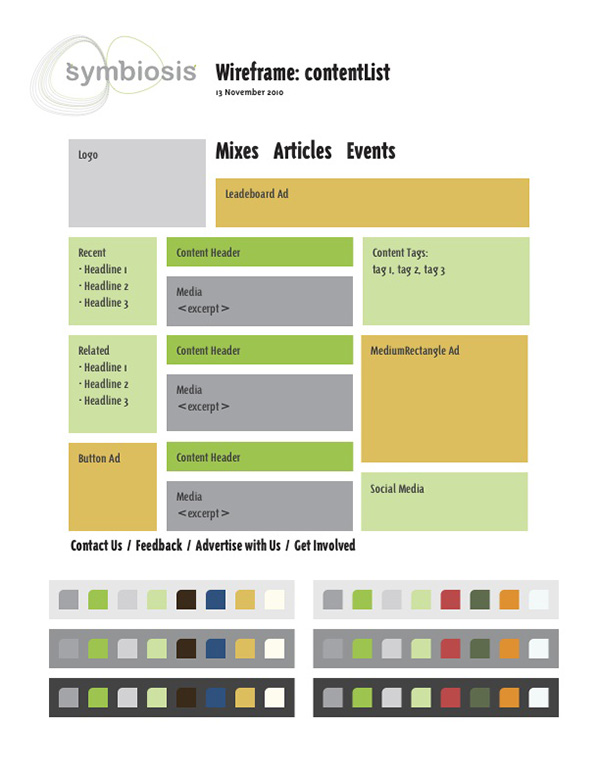 symbiosis
Wireframe: contentList
13 November 2010
Logo
Mixes Articles Events
Leadeboard Ad
Recent
· Headline 1
· Headline 2
· Headline 3
Content Header
Media
<excerpt>
Content Tags:
tag 1, tag 2, tag 3
Related
· Headline 1
· Headline 2
· Headline 3
Content Header
Media
<excerpt>
MediumRectangle Ad
Button Ad
Content Header
Media
<excerpt>
Social Media
Contact Us / Feedback / Advertise with Us / Get Involved